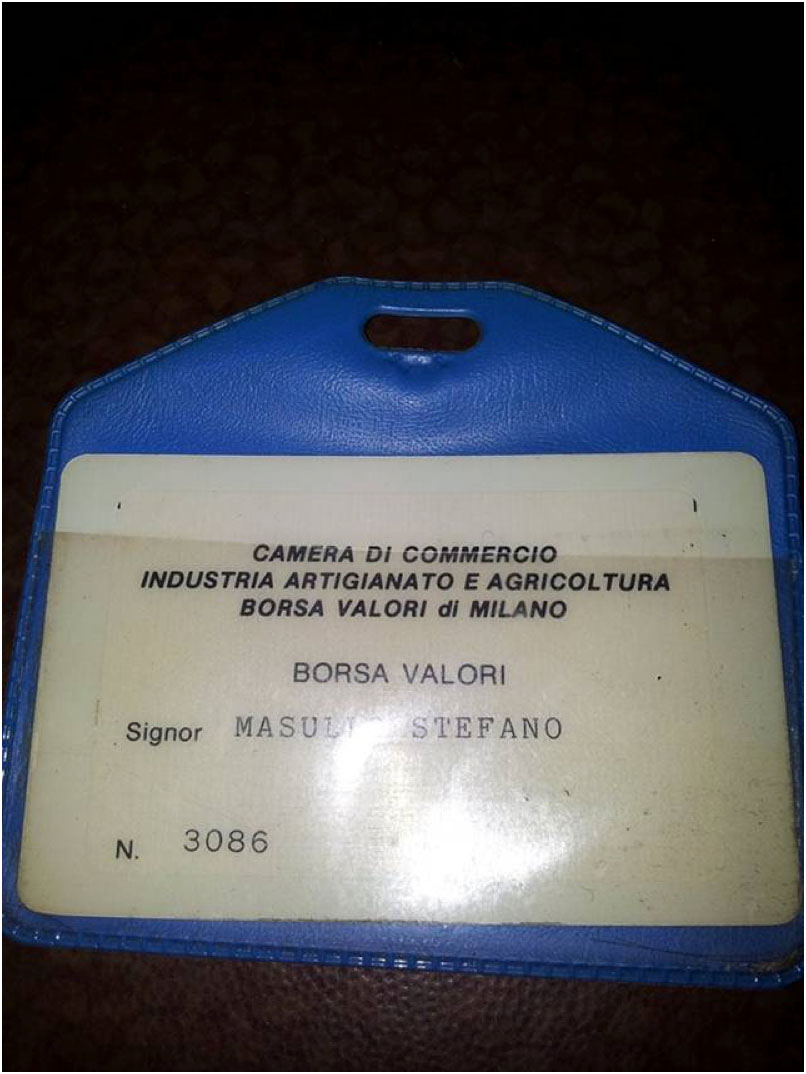 CAMERA Di COMMERCIO
INDUSTRIA ARTIGIANATO E AGRICOLTURA
BORSA VALORI di MILANO
BORSA VALORI
Signor STEFANO
N. 3086